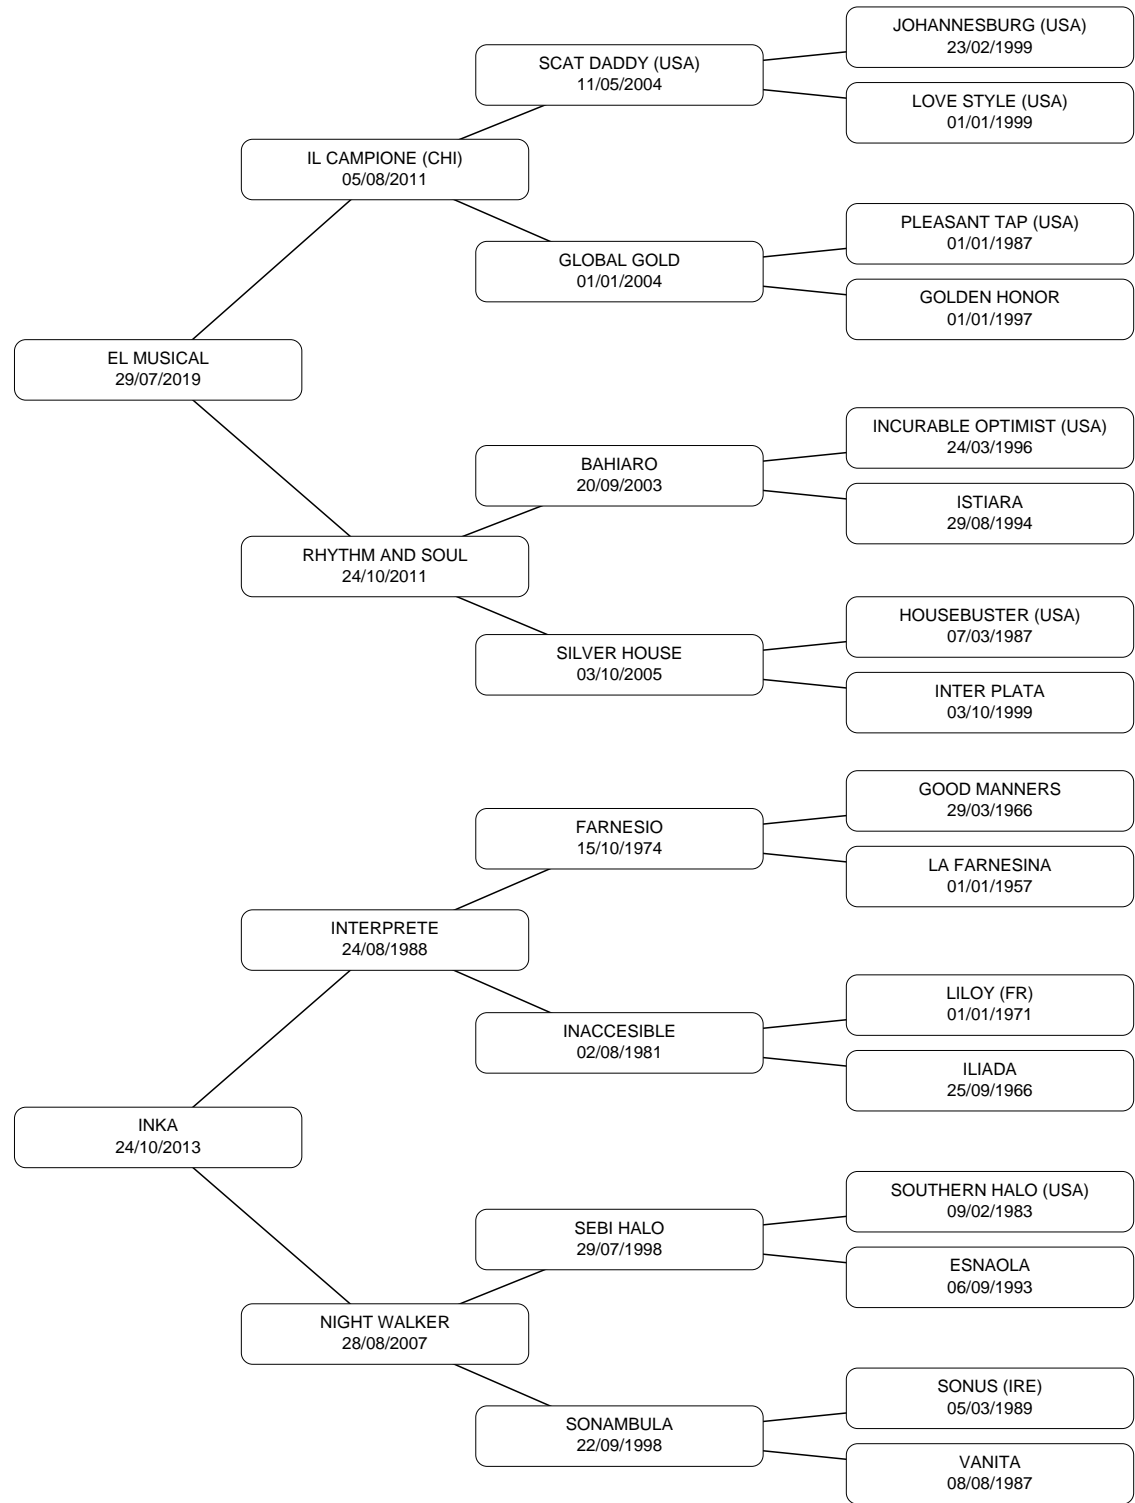 JOHANNESBURG (USA)
23/02/1999
SCAT DADDY (USA)
11/05/2004
LOVE STYLE (USA)
01/01/1999
IL CAMPIONE (CHI)
05/08/2011
PLEASANT TAP (USA)
01/01/1987
GLOBAL GOLD
01/01/2004
GOLDEN HONOR
01/01/1997
EL MUSICAL
29/07/2019
INCURABLE OPTIMIST (USA)
24/03/1996
BAHIARO
20/09/2003
ISTIARA
29/08/1994
RHYTHM AND SOUL
24/10/2011
HOUSEBUSTER (USA)
07/03/1987
SILVER HOUSE
03/10/2005
INTER PLATA
03/10/1999
GOOD MANNERS
29/03/1966
FARNESIO
15/10/1974
LA FARNESINA
01/01/1957
INTERPRETE
24/08/1988
LILOY (FR)
01/01/1971
INACCESIBLE
02/08/1981
ILIADA
25/09/1966
INKA
24/10/2013
SOUTHERN HALO (USA)
09/02/1983
SEBI HALO
29/07/1998
ESNAOLA
06/09/1993
NIGHT WALKER
28/08/2007
SONUS (IRE)
05/03/1989
SONAMBULA
22/09/1998
VANITA
08/08/1987